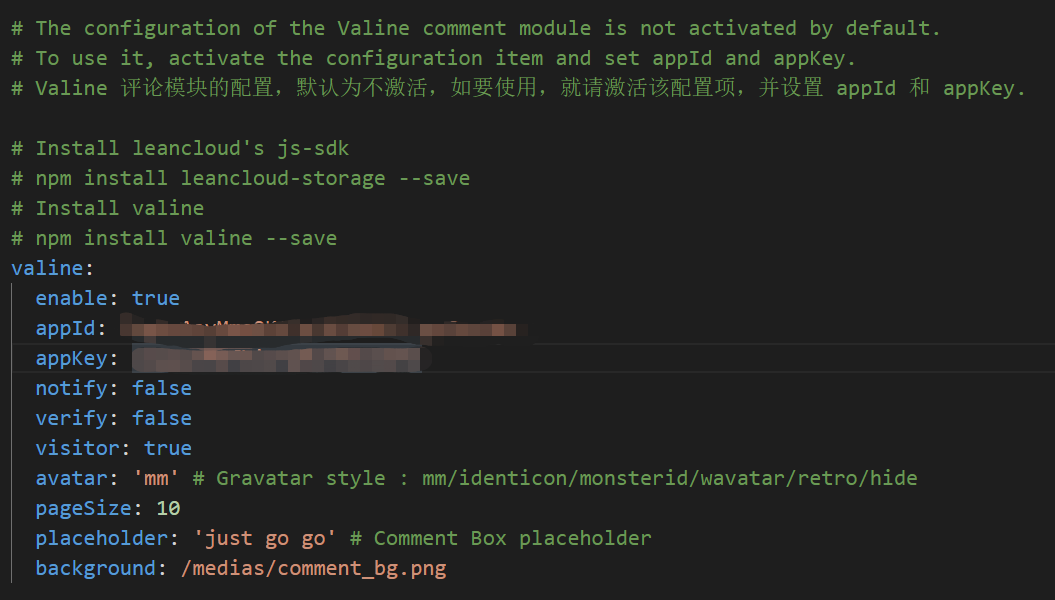 # The configuration of the Valine comment module is not activated by default.
# To use it, activate the configuration item and set appId and appKey.
# Valine 评论模块的配置，默认为不激活，如要使用，就请激活该配置项，并设置 appId 和 appKey.
# Install leancloud's js-sdk
# npm install leancloud-storage --save
# Install valine
# npm install valine --save
valine:
enable: true
appId:
appKey:
notify: false
verify: false
visitor: true
avatar: 'mm' # Gravatar style : mm/identicon/monsterid/wavatar/retro/hide
pageSize: 10
placeholder: 'just go go' # Comment Box placeholder
background: /medias/comment_bg.png